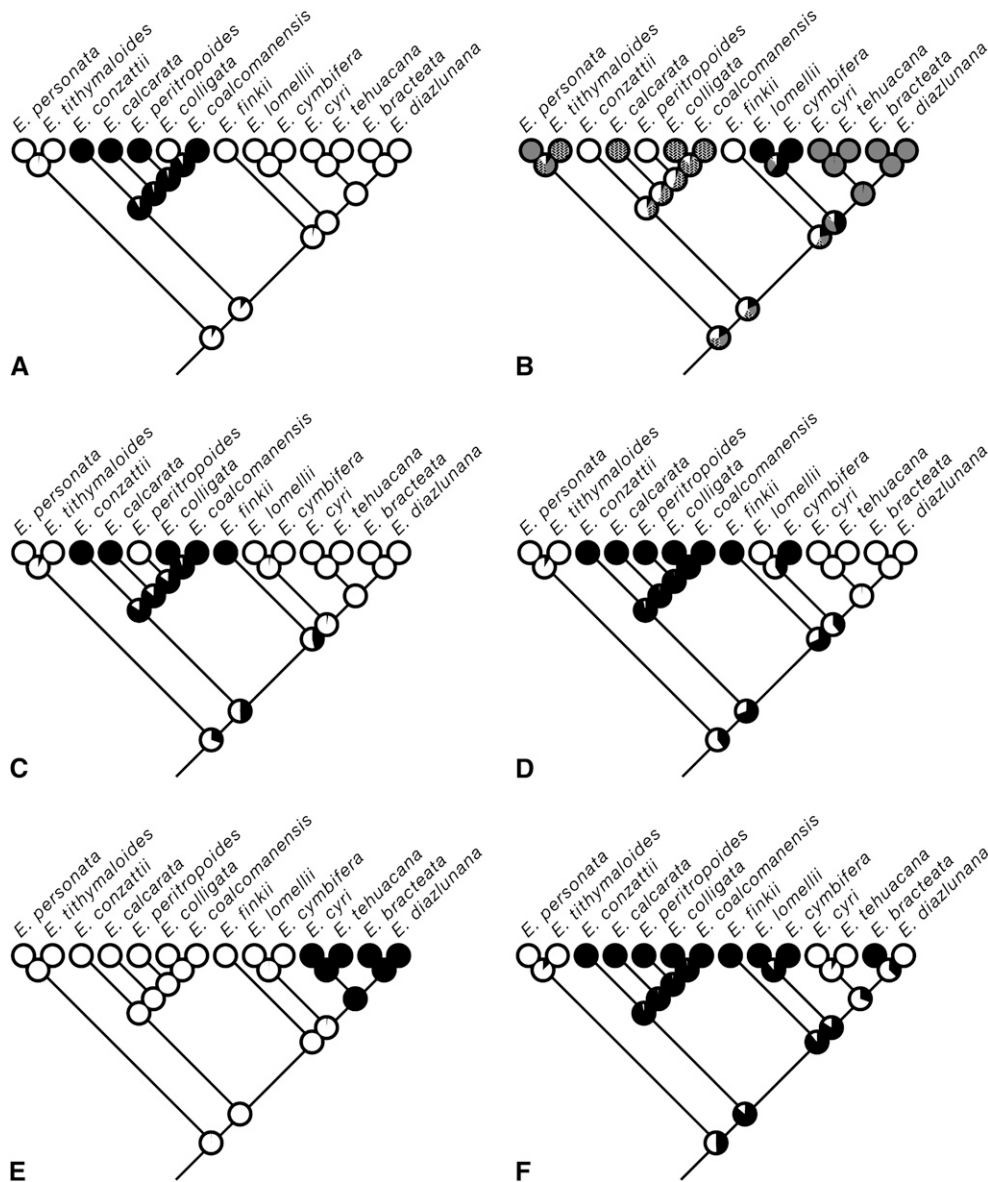 E. personata
E. tithymaloides
E. conzattii
E. calcarata
E. peritropoides
E. colligata
E. coalcomanensis
E. finkii
E. lomellii
E. cymbifera
E. cyri
E. tehuacana
E. bracteata
E. diazlunana
A
E. personata
E. tithymaloides
E. conzattii
E. calcarata
E. peritropoides
E. colligata
E. coalcomanensis
E. finkii
E. lomellii
E. cymbifera
E. cyri
E. tehuacana
E. bracteata
E. diazlunana
B
E. personata
E. tithymaloides
E. conzattii
E. calcarata
E. peritropoides
E. colligata
E. coalcomanensis
E. finkii
E. lomellii
E. cymbifera
E. cyri
E. tehuacana
E. bracteata
E. diazlunana
C
E. personata
E. tithymaloides
E. conzattii
E. calcarata
E. peritropoides
E. colligata
E. coalcomanensis
E. finkii
E. lomellii
E. cymbifera
E. cyri
E. tehuacana
E. bracteata
E. diazlunana
D
E. personata
E. tithymaloides
E. conzattii
E. calcarata
E. peritropoides
E. colligata
E. coalcomanensis
E. finkii
E. lomellii
E. cymbifera
E. cyri
E. tehuacana
E. bracteata
E. diazlunana
E
E. personata
E. tithymaloides
E. conzattii
E. calcarata
E. peritropoides
E. colligata
E. coalcomanensis
E. finkii
E. lomellii
E. cymbifera
E. cyri
E. tehuacana
E. bracteata
E. diazlunana
F